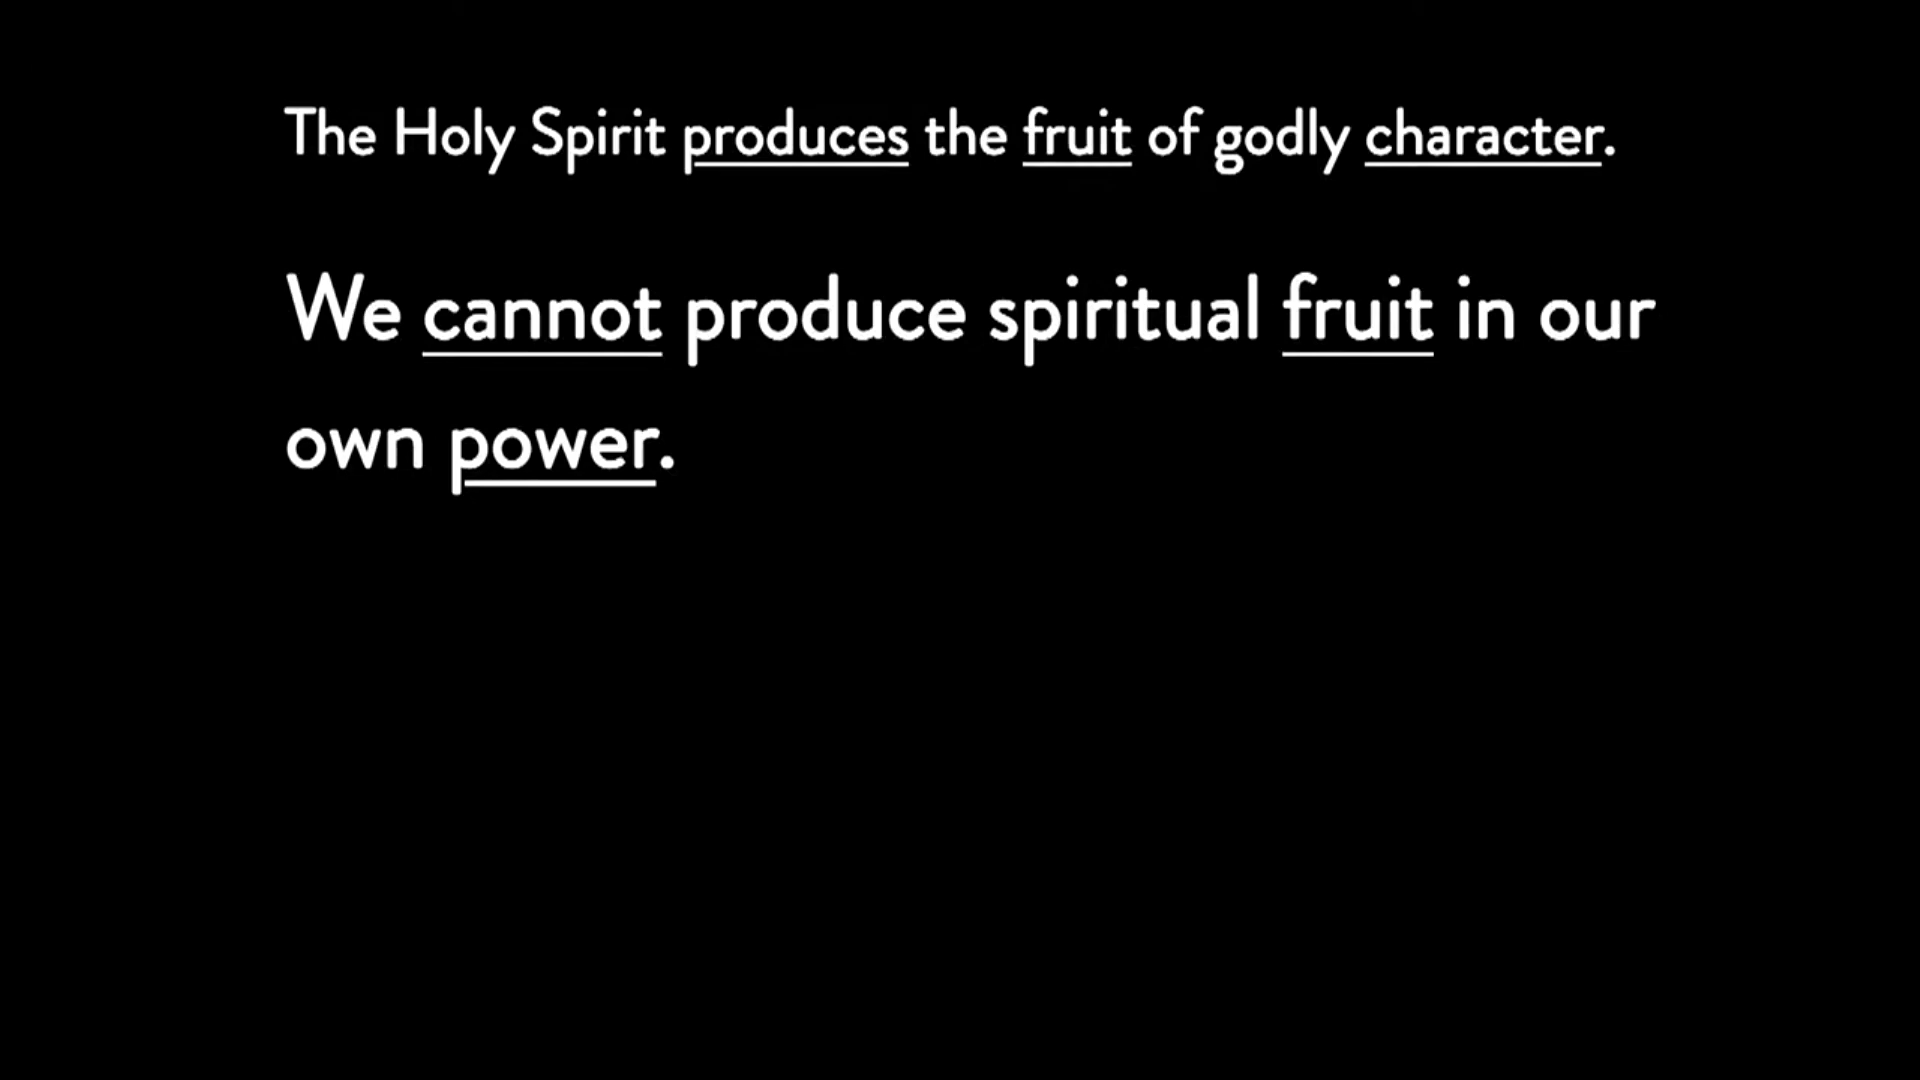 The Holy Spirit produces the fruit of godly character.
We cannot produce spiritual fruit in our
own power.